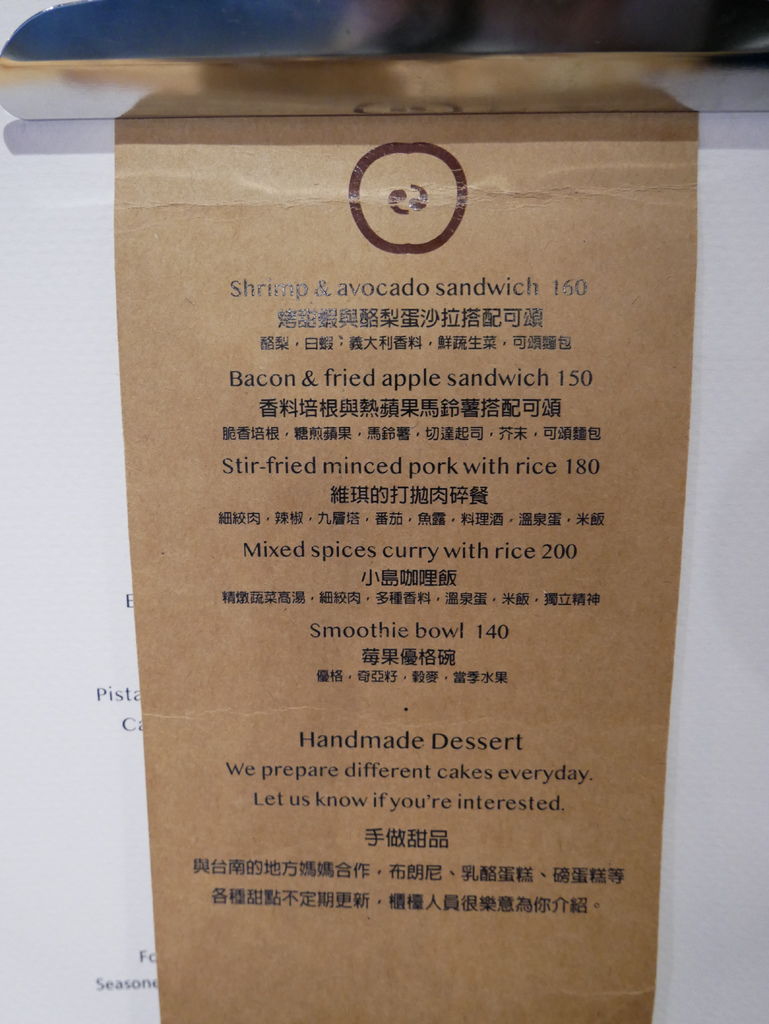 Shrimp & avocado sandwich 160
烤甜蝦與酪梨蛋沙拉搭配可頌
酪梨，白蝦，義大利香料，鮮蔬生菜，可頌麵包
Bacon & fried apple sandwich 150
香料培根與熱蘋果馬鈴薯搭配可頌
脆香培根，糖煎蘋果，馬鈴薯，切達起司，芥末，可頌麵包
Stir-fried minced pork with rice 180
維琪的打拋肉碎餐
細絞肉，辣椒，九層塔，番茄，魚露，料理酒，溫泉蛋，米飯
Mixed spices curry with rice 200
小島咖哩飯
精燉蔬菜高湯，細絞肉，多種香料，溫泉蛋，米飯，獨立精神
Smoothie bowl 140
莓果優格碗
優格，奇亞籽，穀麥，當季水果
Handmade Dessert
We prepare different cakes everyday.
Let us know if you're interested.
手做甜品
與台南的地方媽媽合作，布朗尼、乳酪蛋糕、磅蛋糕等
各種甜點不定期更新，櫃檯人員很樂意為你介紹。